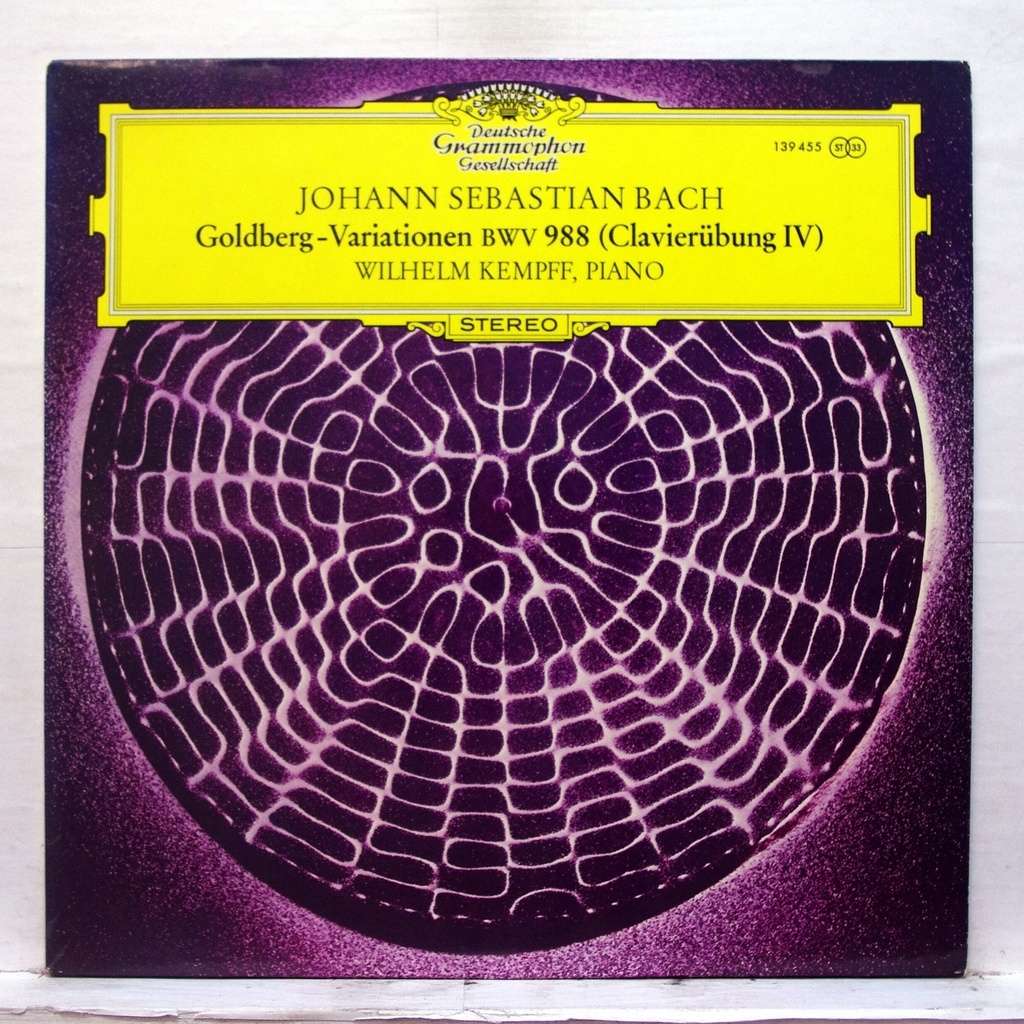 Deutsche
Grammophon
Gesellschaft
139 455 ST 33
JOHANN SEBASTIAN BACH
Goldberg-Variationen BWV 988 (Clavierübung IV)
WILHELM KEMPFF, PIANO
STEREO